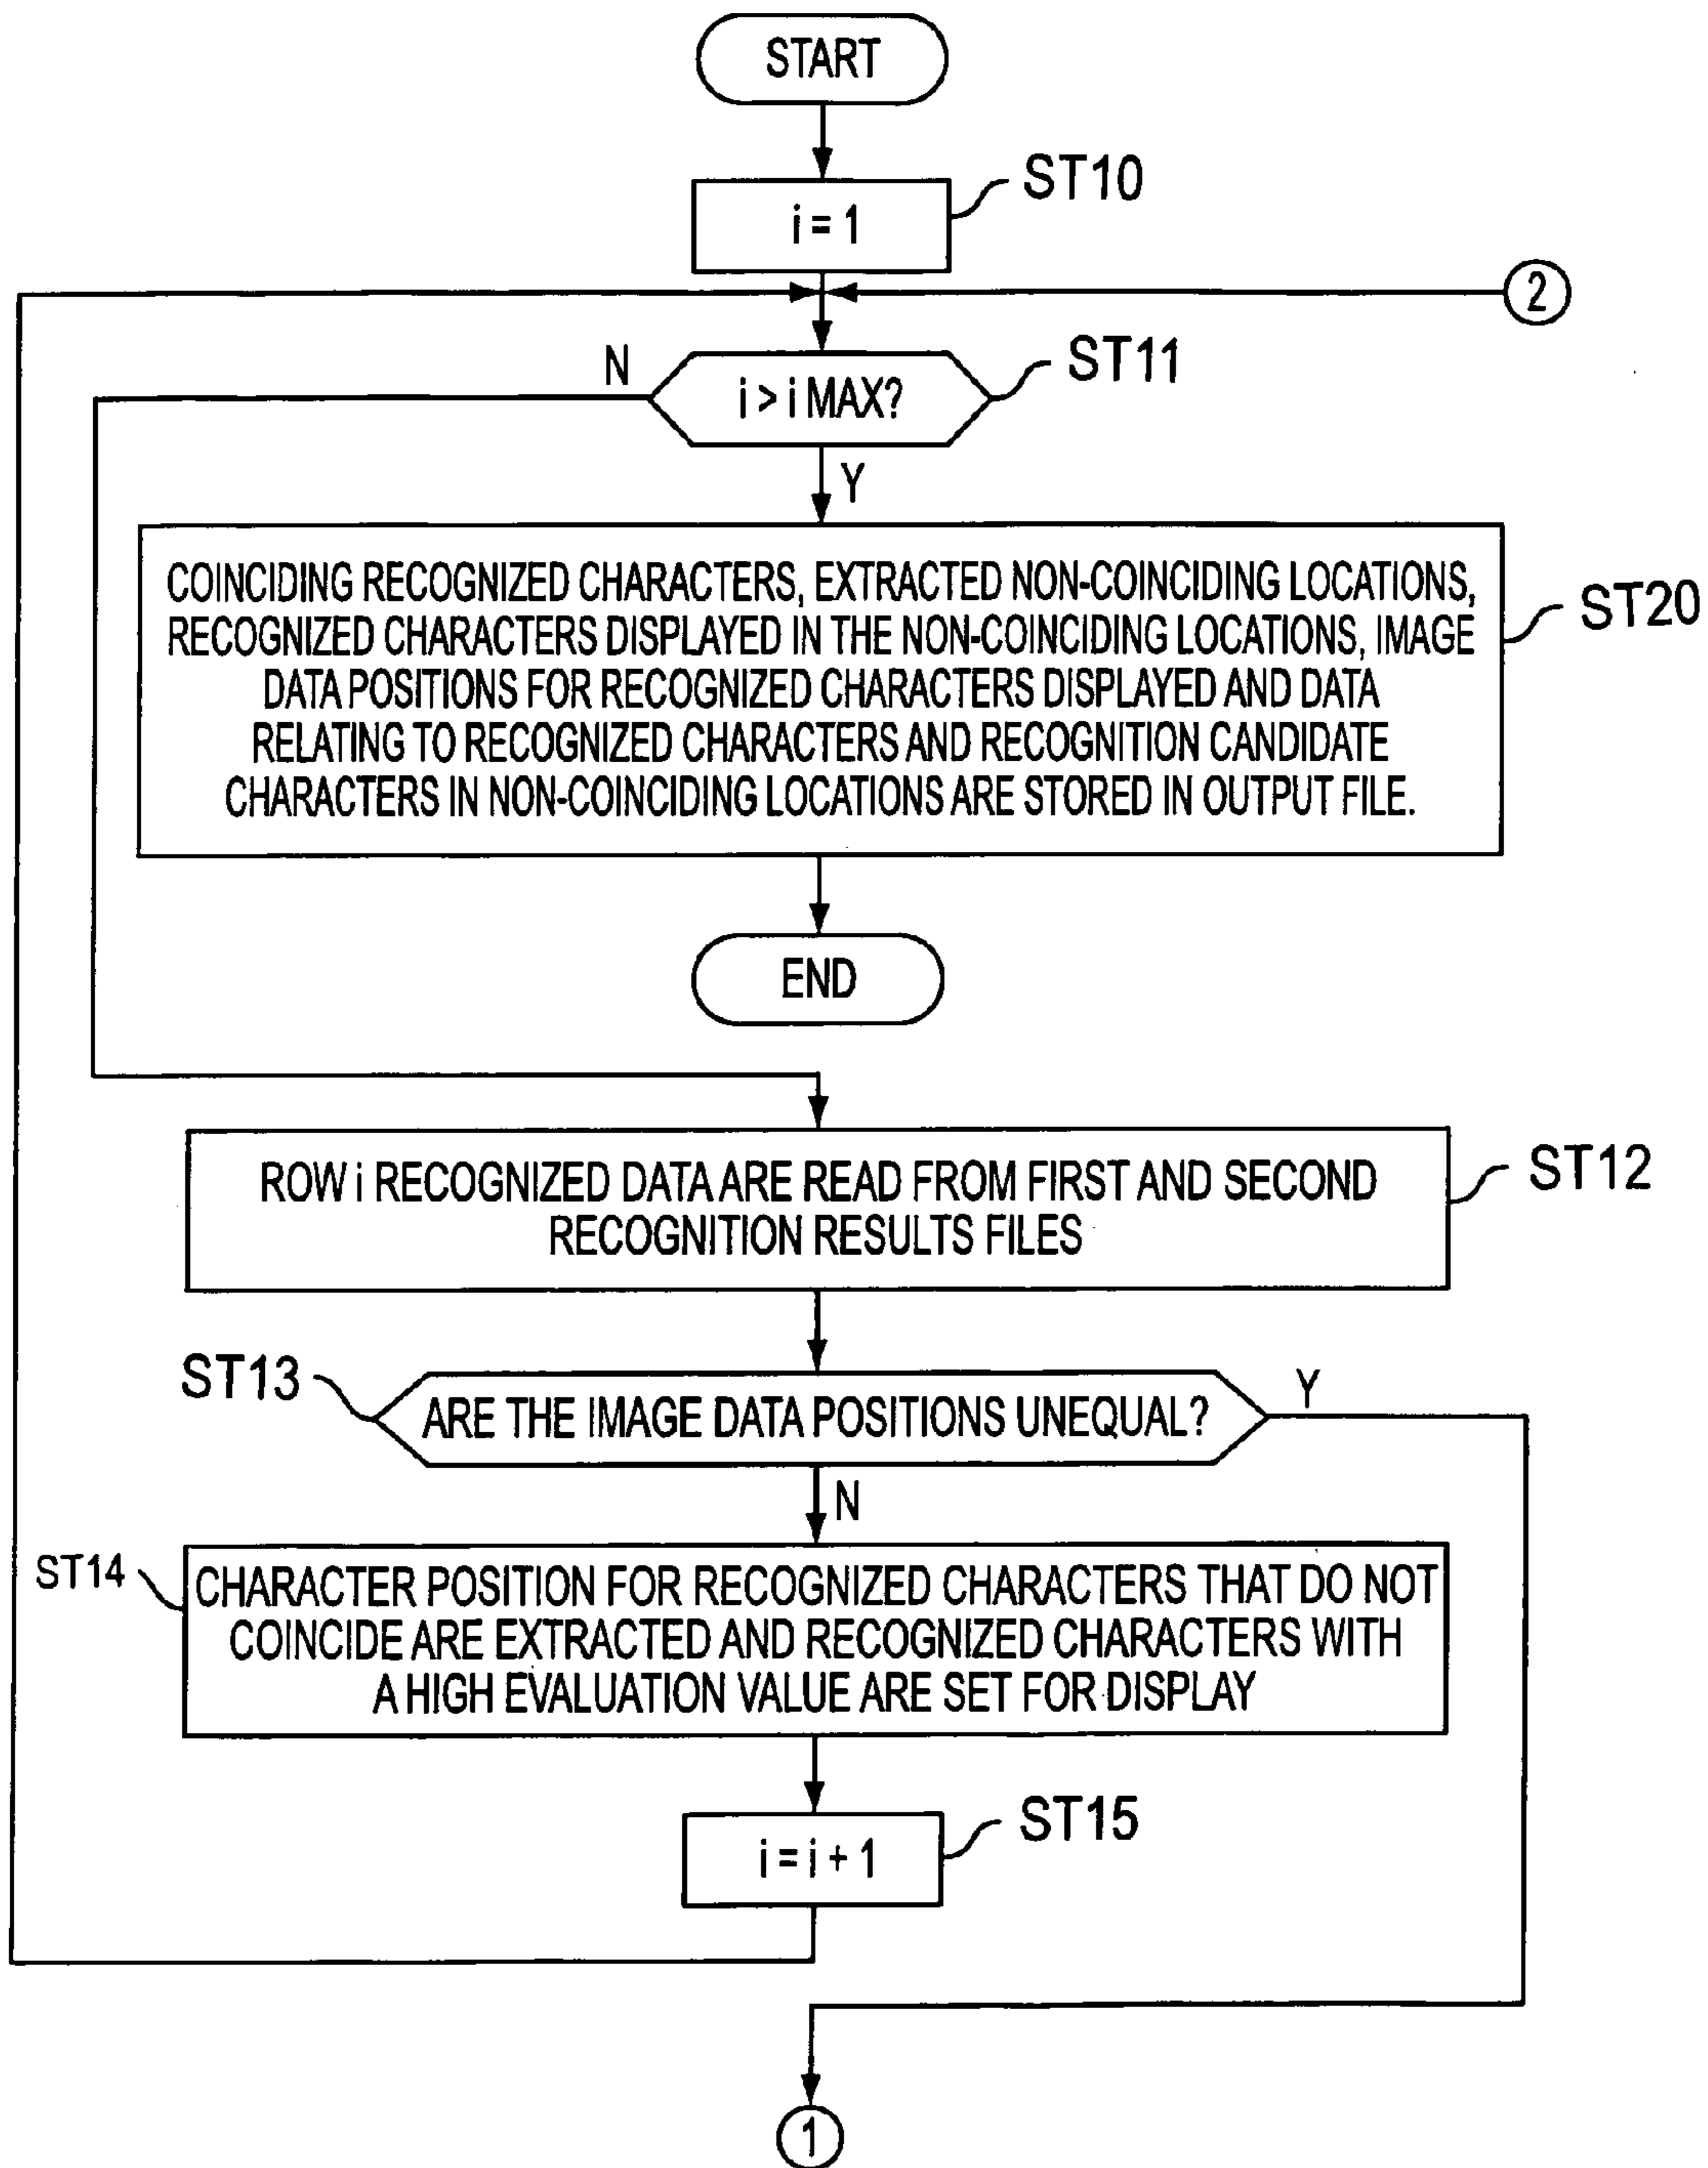 START
ST10
i = 1
2
N
ST11
i > i MAX?
Y
COINCIDING RECOGNIZED CHARACTERS, EXTRACTED NON-COINCIDING LOCATIONS,
RECOGNIZED CHARACTERS DISPLAYED IN THE NON-COINCIDING LOCATIONS, IMAGE
DATA POSITIONS FOR RECOGNIZED CHARACTERS DISPLAYED AND DATA
RELATING TO RECOGNIZED CHARACTERS AND RECOGNITION CANDIDATE
CHARACTERS IN NON-COINCIDING LOCATIONS ARE STORED IN OUTPUT FILE.
ST20
END
ROW i RECOGNIZED DATA ARE READ FROM FIRST AND SECOND
RECOGNITION RESULTS FILES
ST12
ST13
ARE THE IMAGE DATA POSITIONS UNEQUAL?
Y
N
ST14
CHARACTER POSITION FOR RECOGNIZED CHARACTERS THAT DO NOT
COINCIDE ARE EXTRACTED AND RECOGNIZED CHARACTERS WITH
A HIGH EVALUATION VALUE ARE SET FOR DISPLAY
ST15
i = i + 1
1